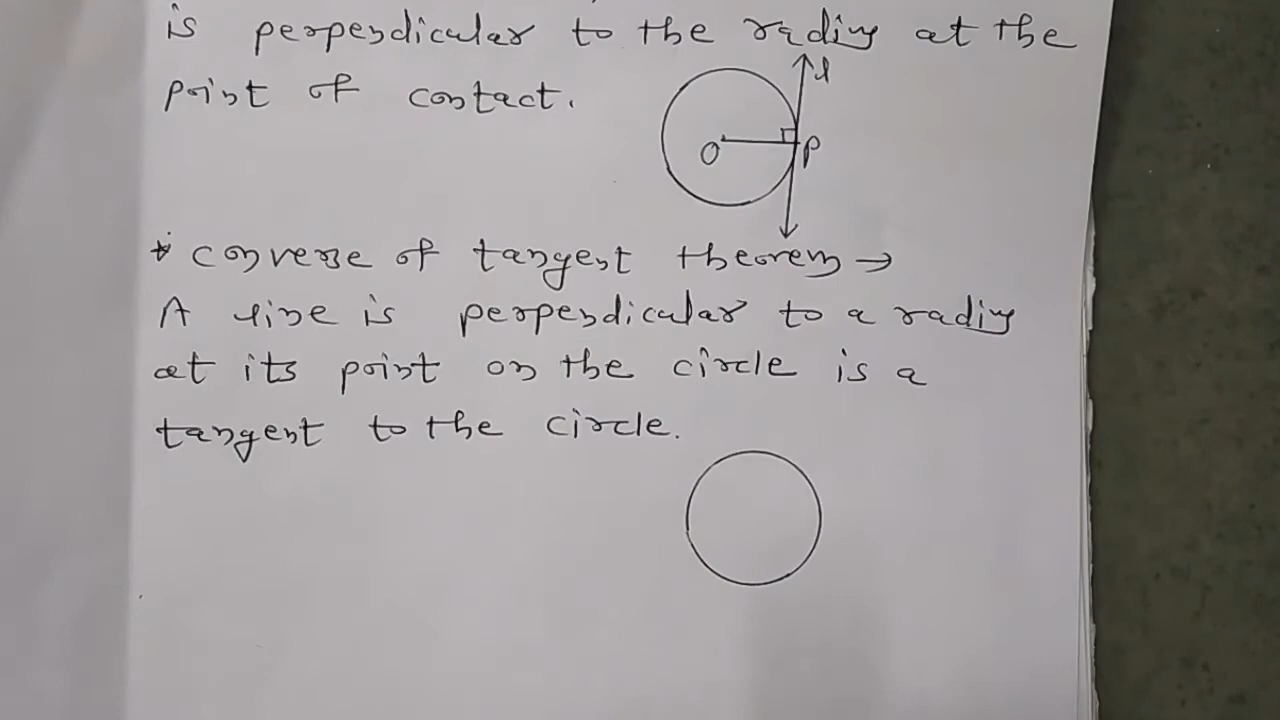 is perpendicular to the radius at the
point of contact.
l
O
P
* converse of tangent theorem →
A line is perpendicular to a radius
at its point on the circle is a
tangent to the circle.